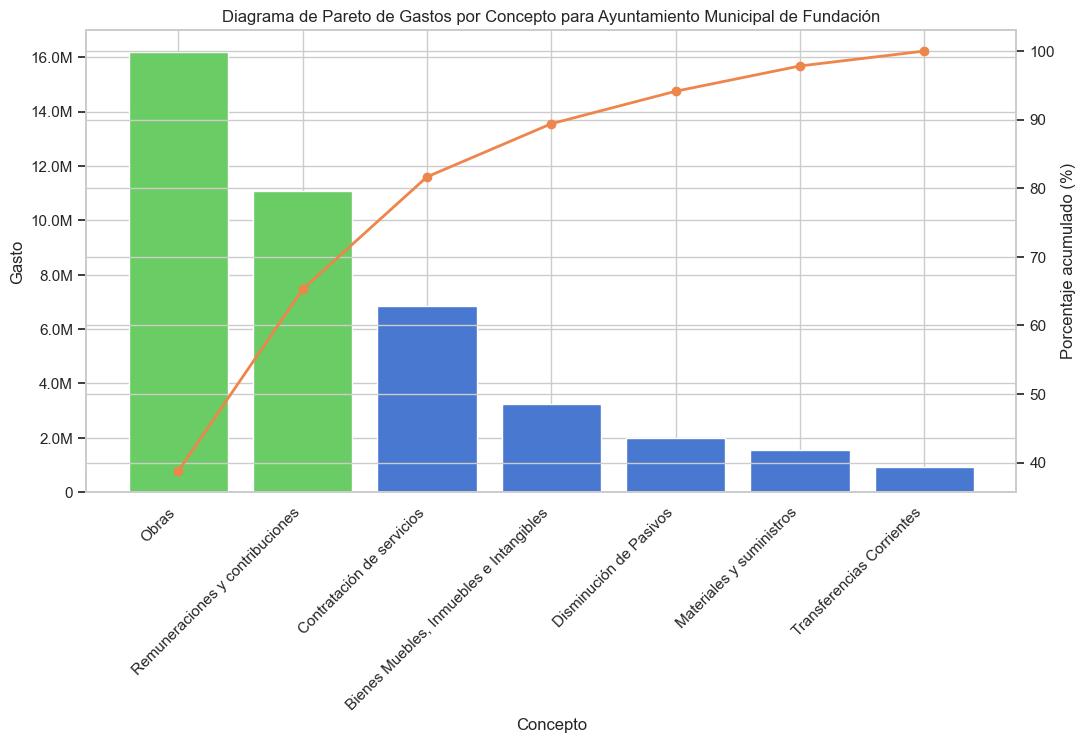 Diagrama de Pareto de Gastos por Concepto para Ayuntamiento Municipal de Fundación
Gasto
16.0M
14.0M
12.0M
10.0M
8.0M
6.0M
4.0M
2.0M
0
100
90
80
70
60
50
40
Porcentaje acumulado (%)
Obras
Remuneraciones y contribuciones
Contratación de servicios
Bienes Muebles, Inmuebles e Intangibles
Disminución de Pasivos
Materiales y suministros
Transferencias Corrientes
Concepto